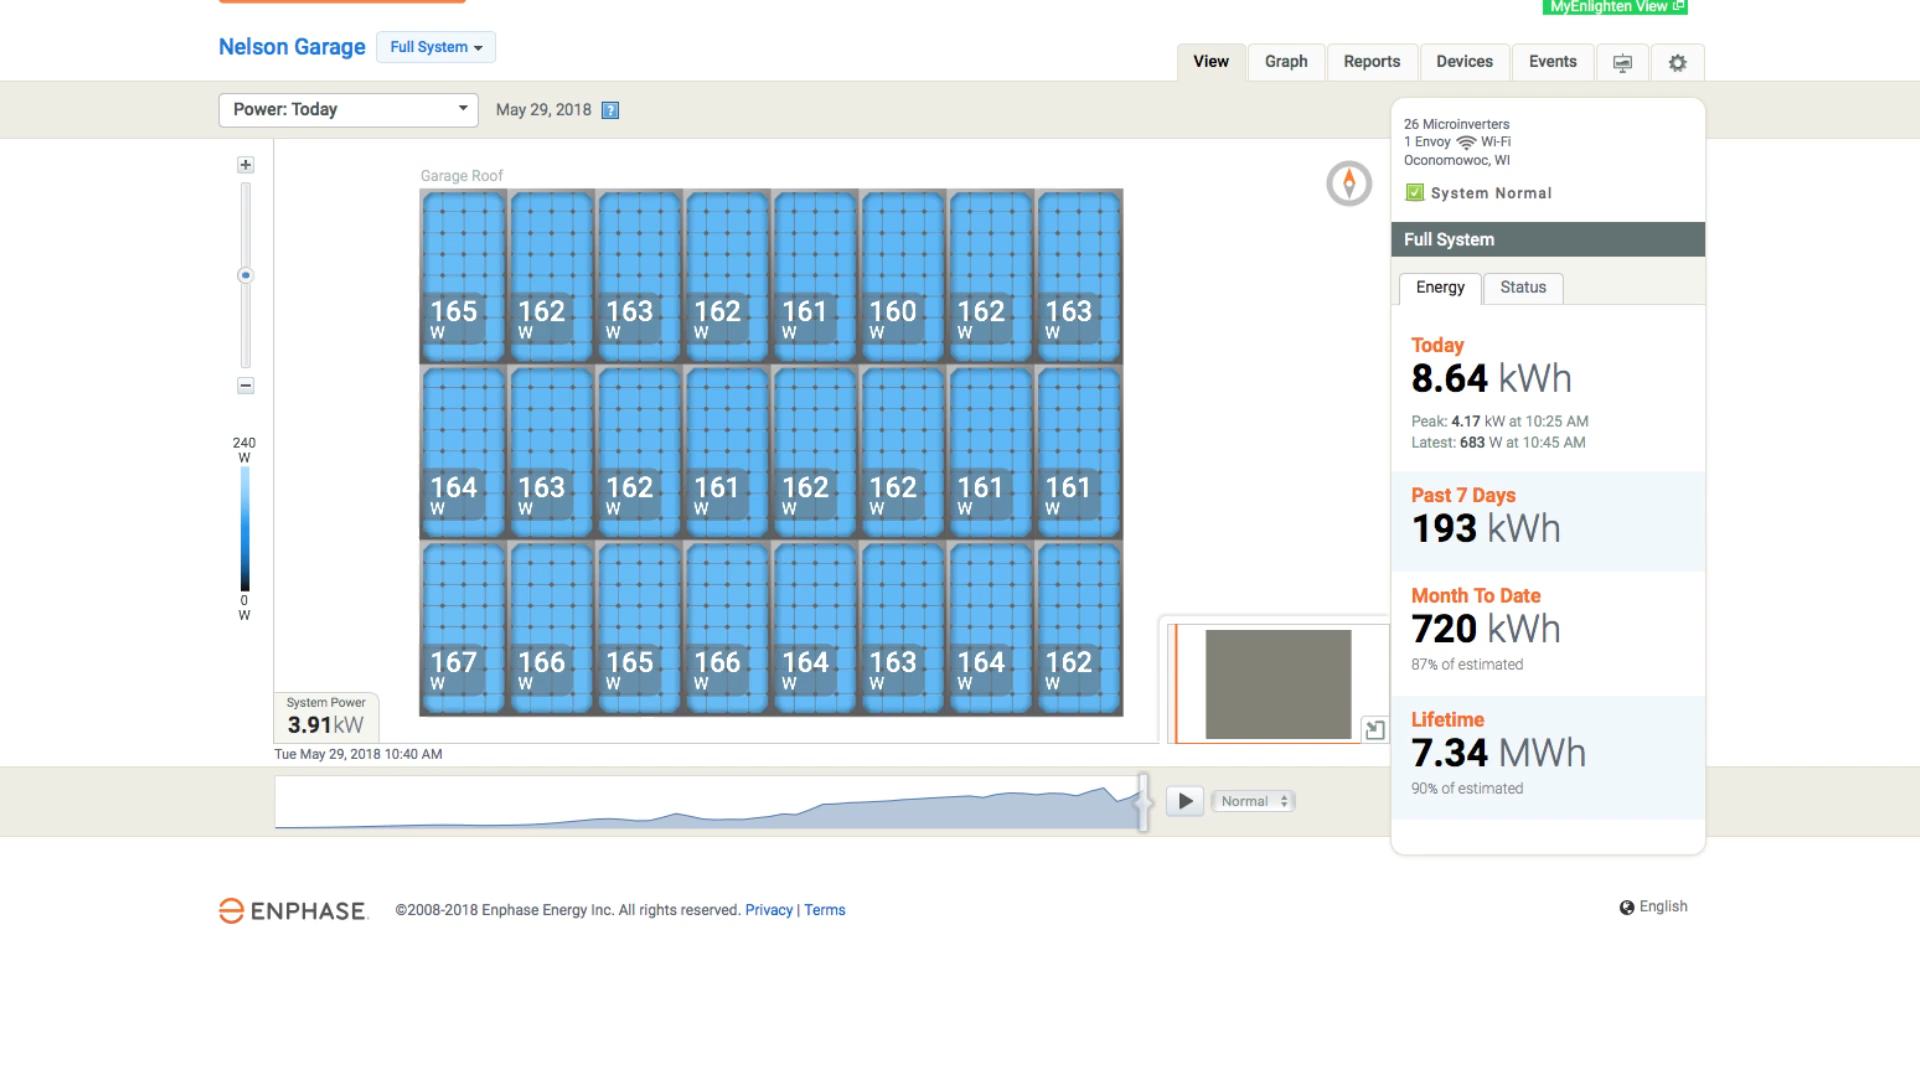 MyEnlighten View
Nelson Garage
Full System
View
Graph
Reports
Devices
Events
Power: Today
May 29, 2018
?
26 Microinverters
1 Envoy Wi-Fi
Oconomowoc, WI
System Normal
Full System
Energy
Status
Today
8.64 kWh
Peak: 4.17 kW at 10:25 AM
Latest: 683 W at 10:45 AM
Past 7 Days
193 kWh
Month To Date
720 kWh
87% of estimated
Lifetime
7.34 MWh
90% of estimated
240
W
0
W
Garage Roof
165 162 163 162 161 160 162 163
W W W W W W W W
164 163 162 161 162 162 161 161
W W W W W W W W
167 166 165 166 164 163 164 162
W W W W W W W W
System Power
3.91kW
Tue May 29, 2018 10:40 AM
Normal
ENPHASE.
©2008-2018 Enphase Energy Inc. All rights reserved. Privacy | Terms
English